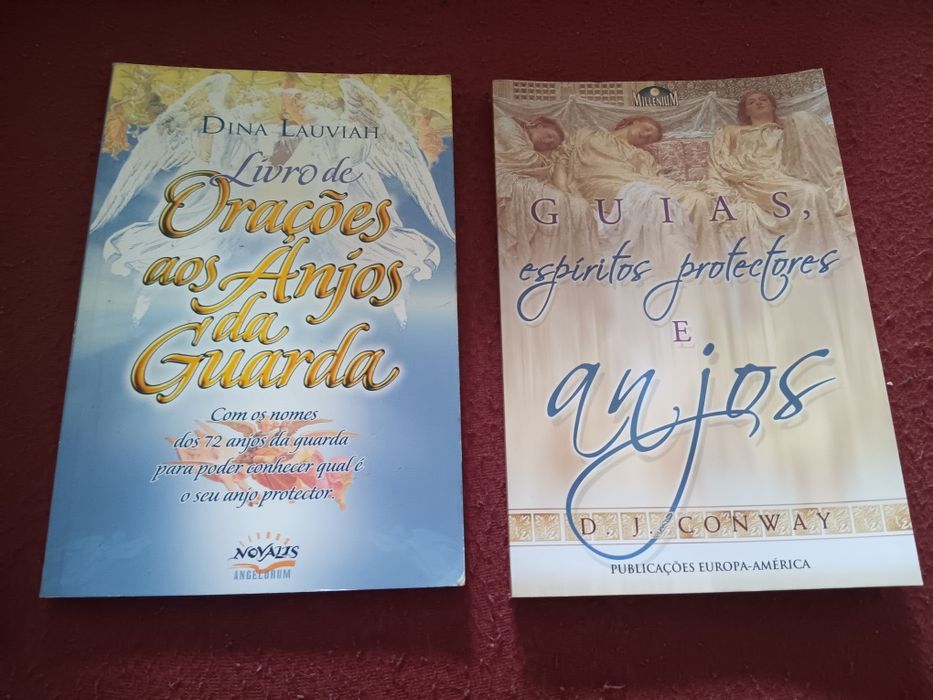 DINA LAUVIAH
Livro de
Orações
aos Anjos
da
Guarda
Com os nomes
dos 72 anjos da guarda
para poder conhecer qual é
o seu anjo protector.
LIVROS
NOVALIS
ANGELORUM
MILLENIUM
GUIAS,
espíritos protectores
E
anjos
D. J. CONWAY
PUBLICAÇÕES EUROPA-AMÉRICA